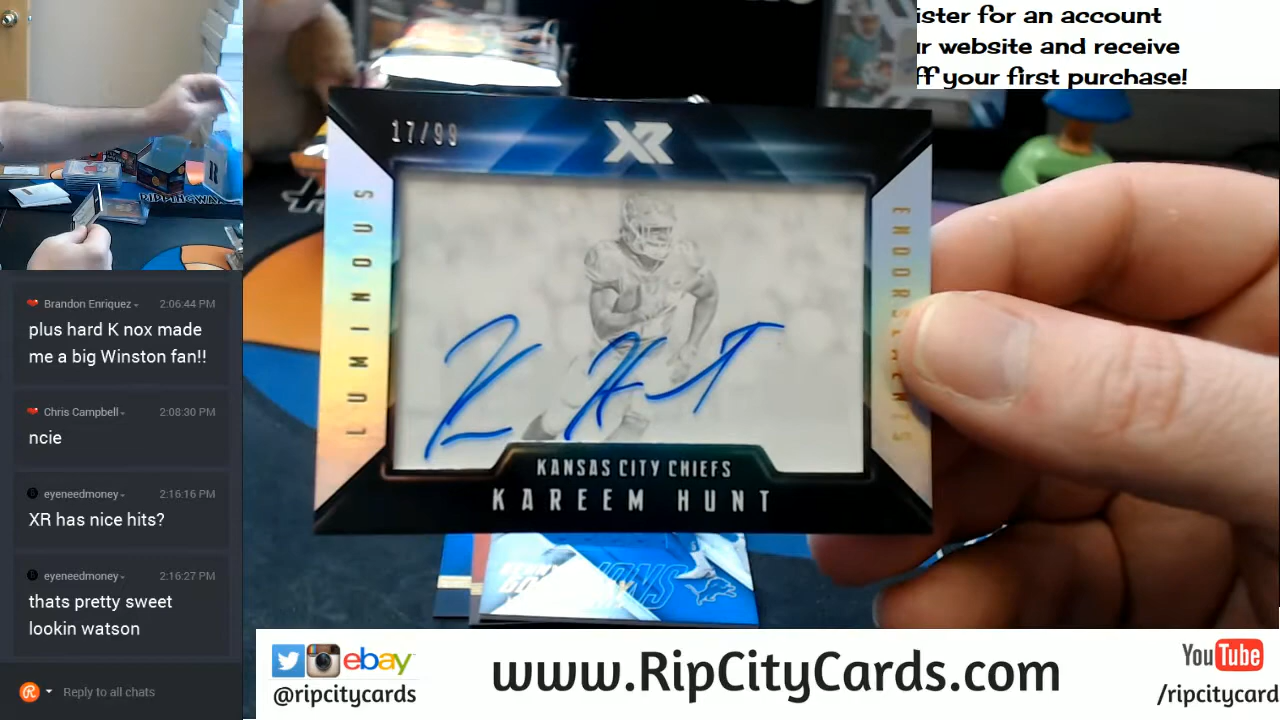 ister for an account
r website and receive
ff your first purchase!
17/99
XR
LUMINOUS
ENDORSEMENTS
K Hunt
KANSAS CITY CHIEFS
KAREEM HUNT
Brandon Enriquez 2:06:44 PM
plus hard K nox made
me a big Winston fan!!
Chris Campbell 2:08:30 PM
ncie
eyeneedmoney 2:16:16 PM
XR has nice hits?
eyeneedmoney 2:16:27 PM
thats pretty sweet
lookin watson
Reply to all chats
ebay
@ripcitycards
www.RipCityCards.com
YouTube
/ripcitycard